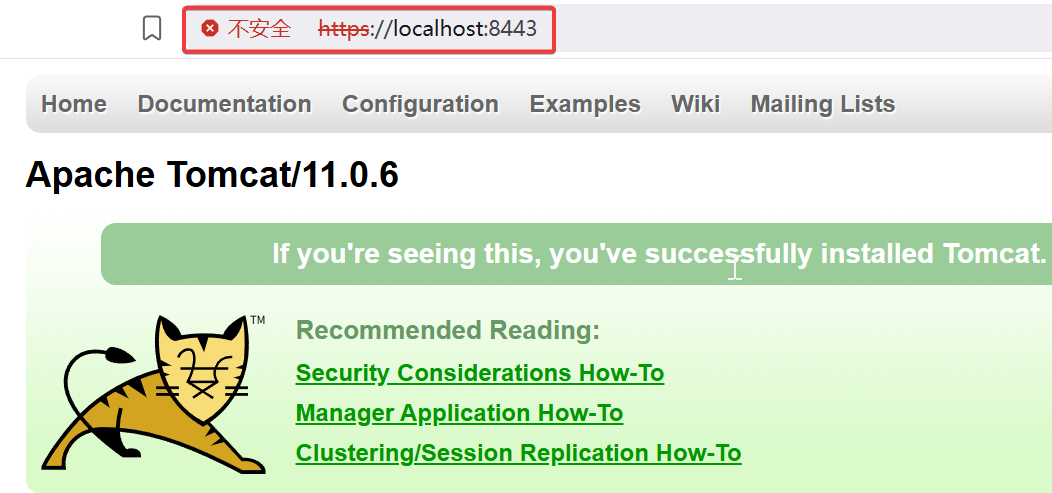 不安全 https://localhost:8443
Home Documentation Configuration Examples Wiki Mailing Lists
Apache Tomcat/11.0.6
If you're seeing this, you've successfully installed Tomcat.
TM
Recommended Reading:
Security Considerations How-To
Manager Application How-To
Clustering/Session Replication How-To